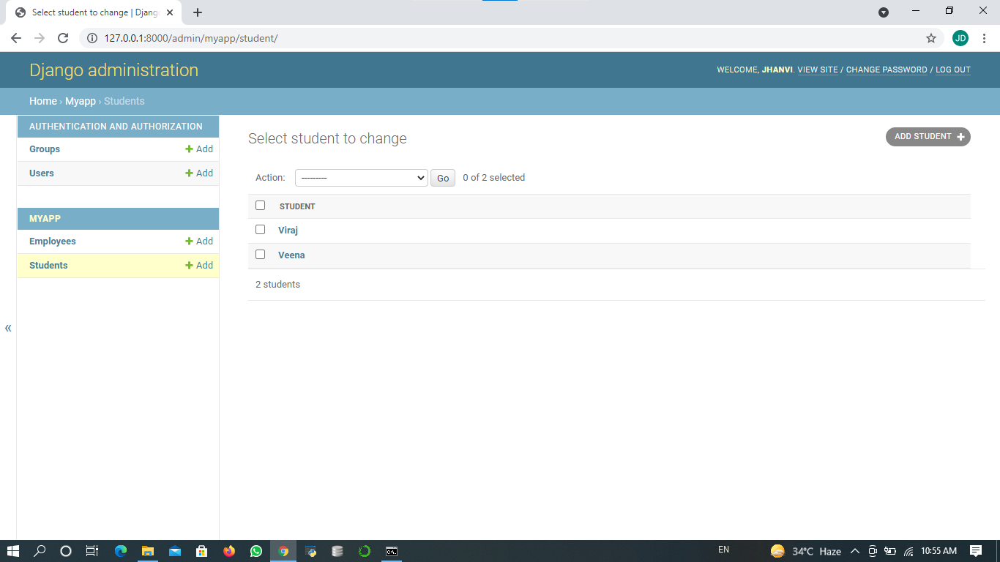 Select student to change | Djang
127.0.0.1:8000/admin/myapp/student/
JD
Django administration
WELCOME, JHANVI. VIEW SITE / CHANGE PASSWORD / LOG OUT
Home › Myapp › Students
AUTHENTICATION AND AUTHORIZATION
Groups + Add
Users + Add
MYAPP
Employees + Add
Students + Add
«
Select student to change
ADD STUDENT +
Action: --------- Go 0 of 2 selected
STUDENT
Viraj
Veena
2 students
EN
34°C Haze
10:55 AM